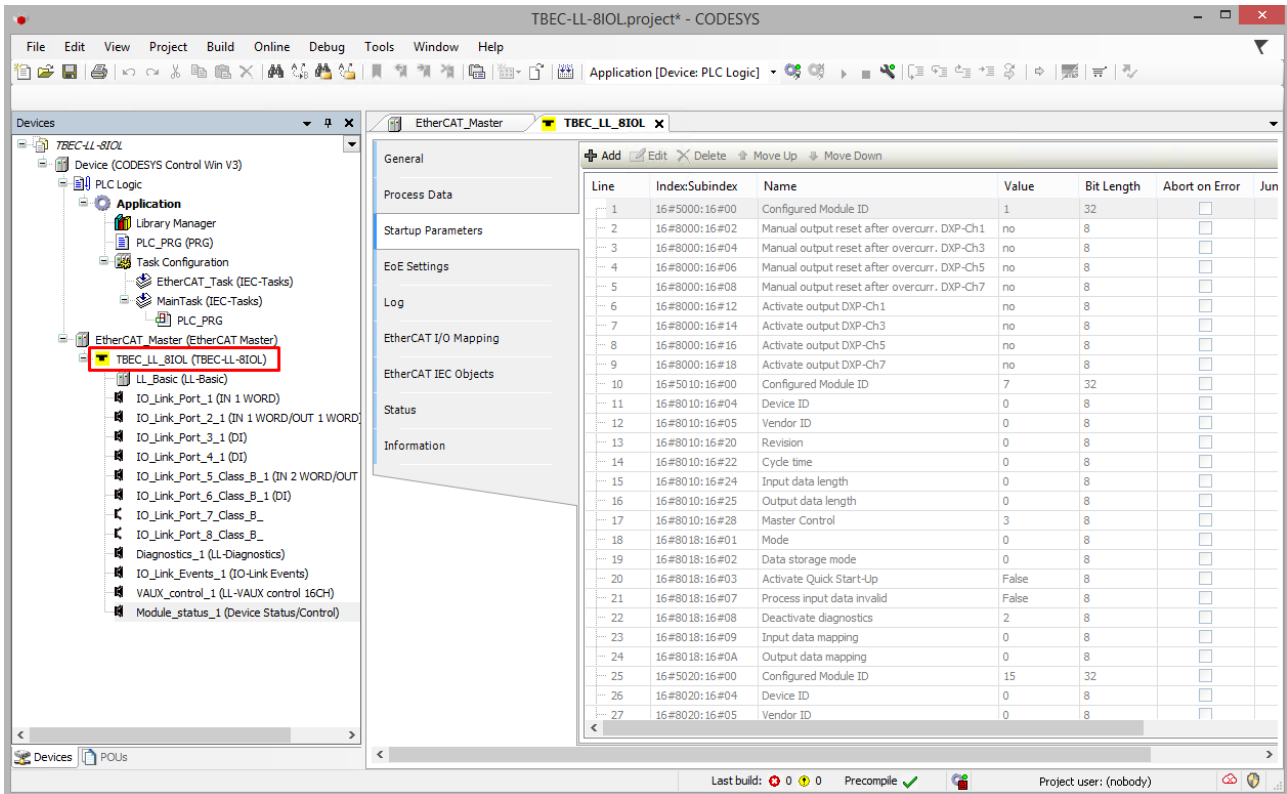 TBEC-LL-8IOL.project* - CODESYS
File Edit View Project Build Online Debug Tools Window Help
Application [Device: PLC Logic]
Devices
TBEC-LL-8IOL
Device (CODESYS Control Win V3)
PLC Logic
Application
Library Manager
PLC_PRG (PRG)
Task Configuration
EtherCAT_Task (IEC-Tasks)
MainTask (IEC-Tasks)
PLC_PRG
EtherCAT_Master (EtherCAT Master)
TBEC_LL_8IOL (TBEC-LL-8IOL)
LL_Basic (LL-Basic)
IO_Link_Port_1 (IN 1 WORD)
IO_Link_Port_2_1 (IN 1 WORD/OUT 1 WORD)
IO_Link_Port_3_1 (DI)
IO_Link_Port_4_1 (DI)
IO_Link_Port_5_Class_B_1 (IN 2 WORD/OUT
IO_Link_Port_6_Class_B_1 (DI)
IO_Link_Port_7_Class_B_
IO_Link_Port_8_Class_B_
Diagnostics_1 (LL-Diagnostics)
IO_Link_Events_1 (IO-Link Events)
VAUX_control_1 (LL-VAUX control 16CH)
Module_status_1 (Device Status/Control)
Devices POUs
EtherCAT_Master TBEC_LL_8IOL
General
Process Data
Startup Parameters
EoE Settings
Log
EtherCAT I/O Mapping
EtherCAT IEC Objects
Status
Information
Add Edit Delete Move Up Move Down
Line Index:Subindex Name Value Bit Length Abort on Error Jun
1 16#5000:16#00 Configured Module ID 1 32
2 16#8000:16#02 Manual output reset after overcurr. DXP-Ch1 no 8
3 16#8000:16#04 Manual output reset after overcurr. DXP-Ch3 no 8
4 16#8000:16#06 Manual output reset after overcurr. DXP-Ch5 no 8
5 16#8000:16#08 Manual output reset after overcurr. DXP-Ch7 no 8
6 16#8000:16#12 Activate output DXP-Ch1 no 8
7 16#8000:16#14 Activate output DXP-Ch3 no 8
8 16#8000:16#16 Activate output DXP-Ch5 no 8
9 16#8000:16#18 Activate output DXP-Ch7 no 8
10 16#5010:16#00 Configured Module ID 7 32
11 16#8010:16#04 Device ID 0 8
12 16#8010:16#05 Vendor ID 0 8
13 16#8010:16#20 Revision 0 8
14 16#8010:16#22 Cycle time 0 8
15 16#8010:16#24 Input data length 0 8
16 16#8010:16#25 Output data length 0 8
17 16#8010:16#28 Master Control 3 8
18 16#8018:16#01 Mode 0 8
19 16#8018:16#02 Data storage mode 0 8
20 16#8018:16#03 Activate Quick Start-Up False 8
21 16#8018:16#07 Process input data invalid False 8
22 16#8018:16#08 Deactivate diagnostics 2 8
23 16#8018:16#09 Input data mapping 0 8
24 16#8018:16#0A Output data mapping 0 8
25 16#5020:16#00 Configured Module ID 15 32
26 16#8020:16#04 Device ID 0 8
27 16#8020:16#05 Vendor ID 0 8
Last build: 0 0 Precompile Project user: (nobody)